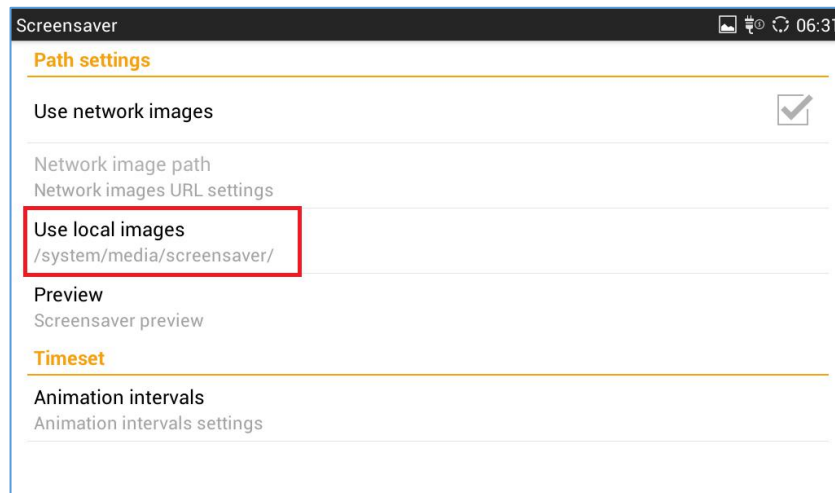 Screensaver 06:31
Path settings
Use network images
Network image path
Network images URL settings
Use local images
/system/media/screensaver/
Preview
Screensaver preview
Timeset
Animation intervals
Animation intervals settings